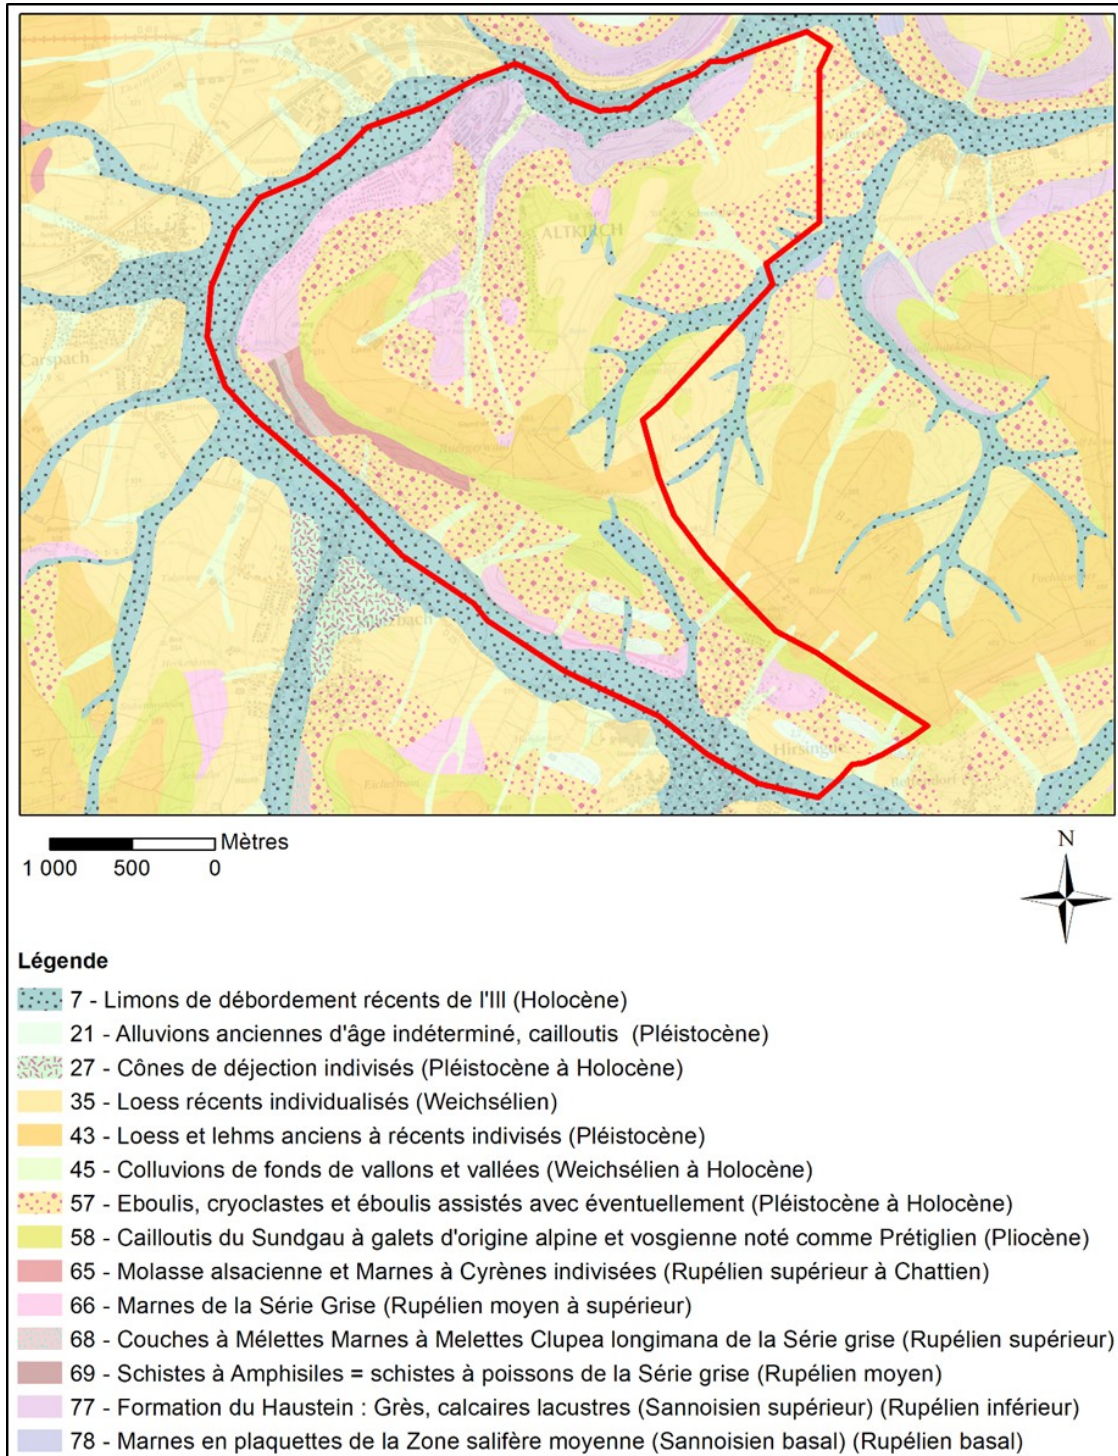 ALTKIRCH
Carspach
Hirsingue
Mètres
1 000 500 0
N
Légende
7 - Limons de débordement récents de l'Ill (Holocène)
21 - Alluvions anciennes d'âge indéterminé, cailloutis (Pléistocène)
27 - Cônes de déjection indivisés (Pléistocène à Holocène)
35 - Loess récents individualisés (Weichsélien)
43 - Loess et lehms anciens à récents indivisés (Pléistocène)
45 - Colluvions de fonds de vallons et vallées (Weichsélien à Holocène)
57 - Eboulis, cryoclastes et éboulis assistés avec éventuellement (Pléistocène à Holocène)
58 - Cailloutis du Sundgau à galets d'origine alpine et vosgienne noté comme Prétiglien (Pliocène)
65 - Molasse alsacienne et Marnes à Cyrènes indivisées (Rupélien supérieur à Chattien)
66 - Marnes de la Série Grise (Rupélien moyen à supérieur)
68 - Couches à Mélettes Marnes à Melettes Clupea longimana de la Série grise (Rupélien supérieur)
69 - Schistes à Amphisiles = schistes à poissons de la Série grise (Rupélien moyen)
77 - Formation du Haustein : Grès, calcaires lacustres (Sannoisien supérieur) (Rupélien inférieur)
78 - Marnes en plaquettes de la Zone salifère moyenne (Sannoisien basal) (Rupélien basal)